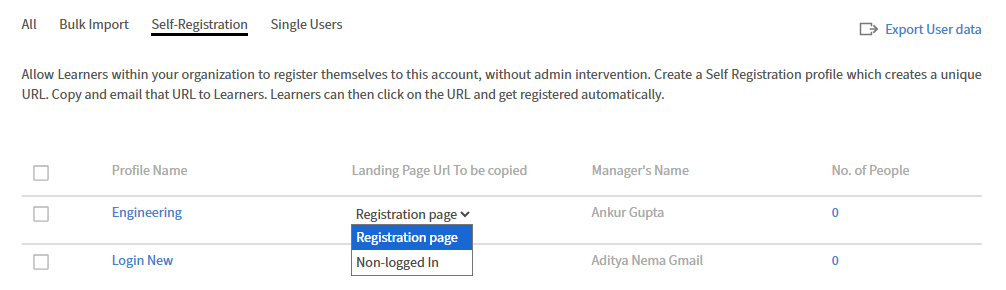 All Bulk Import Self-Registration Single Users Export User data
Allow Learners within your organization to register themselves to this account, without admin intervention. Create a Self Registration profile which creates a unique
URL. Copy and email that URL to Learners. Learners can then click on the URL and get registered automatically.
Profile Name Landing Page Url To be copied Manager's Name No. of People
Engineering Registration page Ankur Gupta 0
Registration page
Non-logged In
Login New Aditya Nema Gmail 0